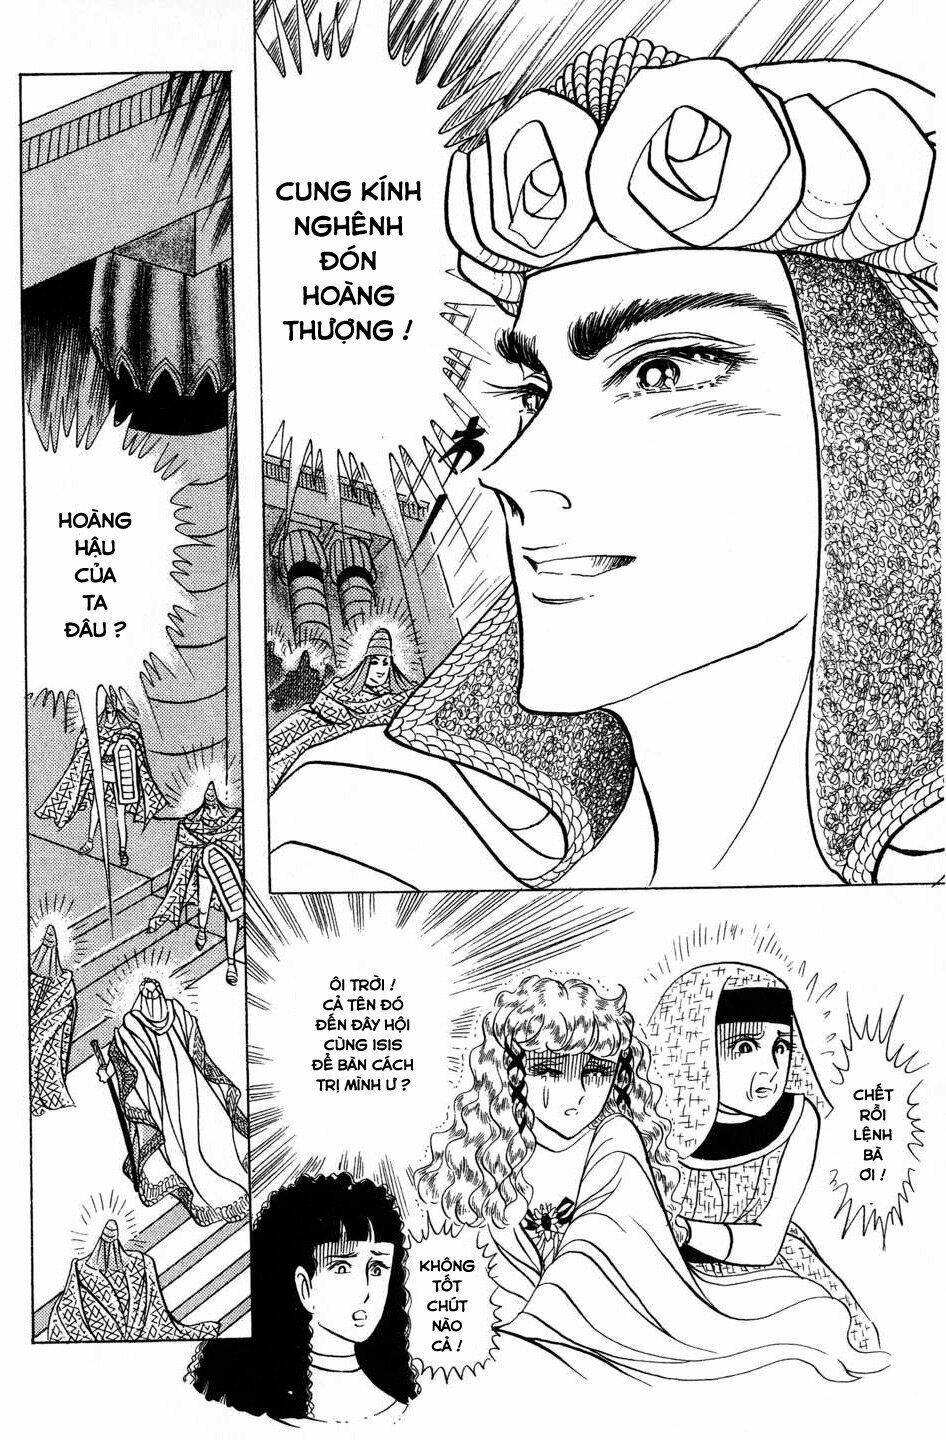 CUNG KÍNH
NGHÊNH
ĐÓN
HOÀNG
THƯỢNG !
HOÀNG
HẬU
CỦA
TA
ĐÂU ?
CHẾT
RỒI
LỆNH
BÀ
ƠI !
ÔI TRỜI !
CẢ TÊN ĐÓ
ĐẾN ĐÂY HỘI
CÙNG ISIS
ĐỂ BÀN CÁCH
TRỊ MÌNH Ư ?
KHÔNG
TỐT
CHÚT
NÀO
CẢ !